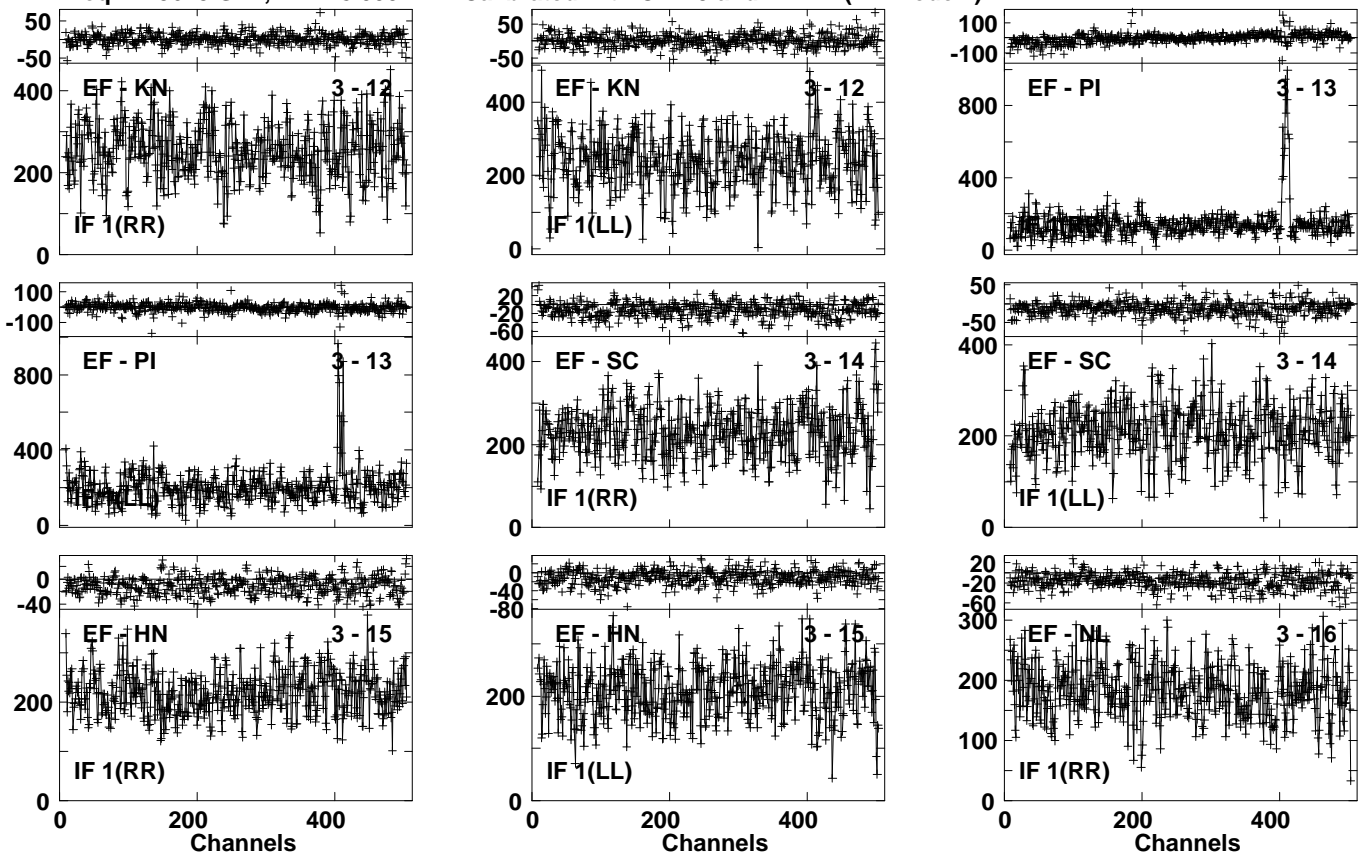 50
-50
EF - KN
3 - 12
400
200
0
IF 1(RR)
50
-50
EF - KN
3 - 12
400
200
0
IF 1(LL)
100
-100
EF - PI
3 - 13
800
400
0
100
-100
EF - PI
3 - 13
800
400
0
20
-20
-60
EF - SC
3 - 14
400
200
0
IF 1(RR)
50
-50
EF - SC
3 - 14
400
200
0
IF 1(LL)
0
-40
EF - HN
3 - 15
200
0
IF 1(RR)
0 200 400
Channels
0
-40
-80
EF - HN
3 - 15
200
0
IF 1(LL)
0 200 400
Channels
20
-20
-60
EF - NL
3 - 16
300
200
100
0
IF 1(RR)
0 200 400
Channels